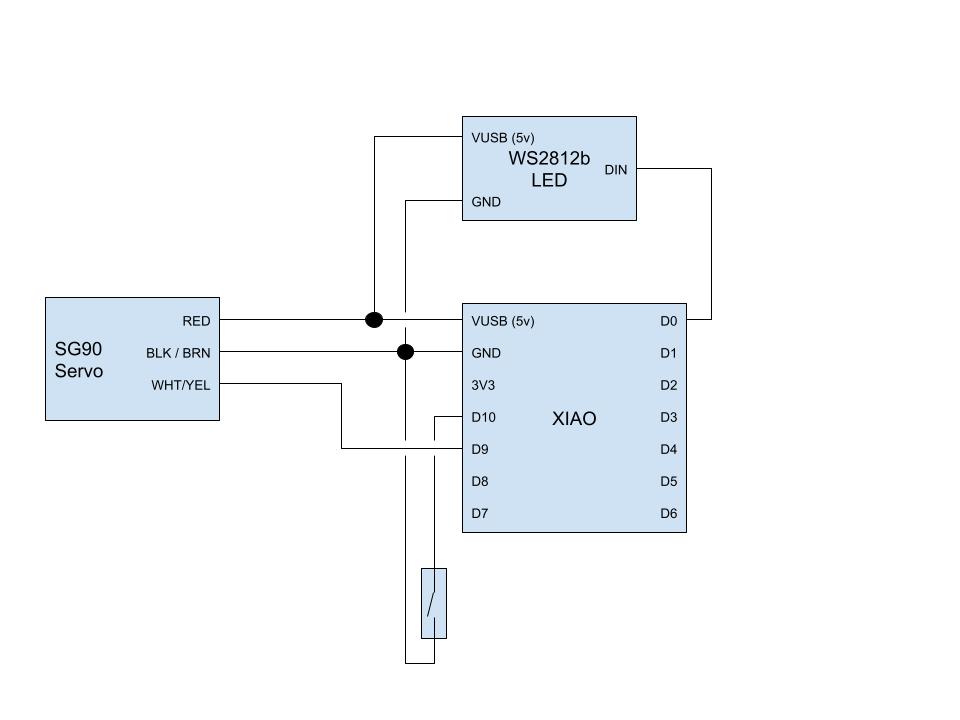 VUSB (5v)
WS2812b
LED
DIN
GND
RED
SG90
Servo
BLK / BRN
WHT/YEL
VUSB (5v)
D0
GND
D1
3V3
D2
D10
XIAO
D3
D9
D4
D8
D5
D7
D6